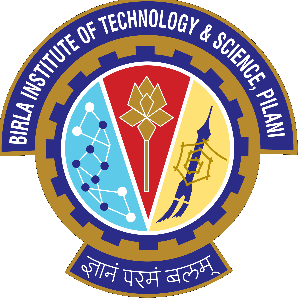 BIRLA INSTITUTE OF TECHNOLOGY & SCIENCE, PILANI
ज्ञानं परमं बलम्